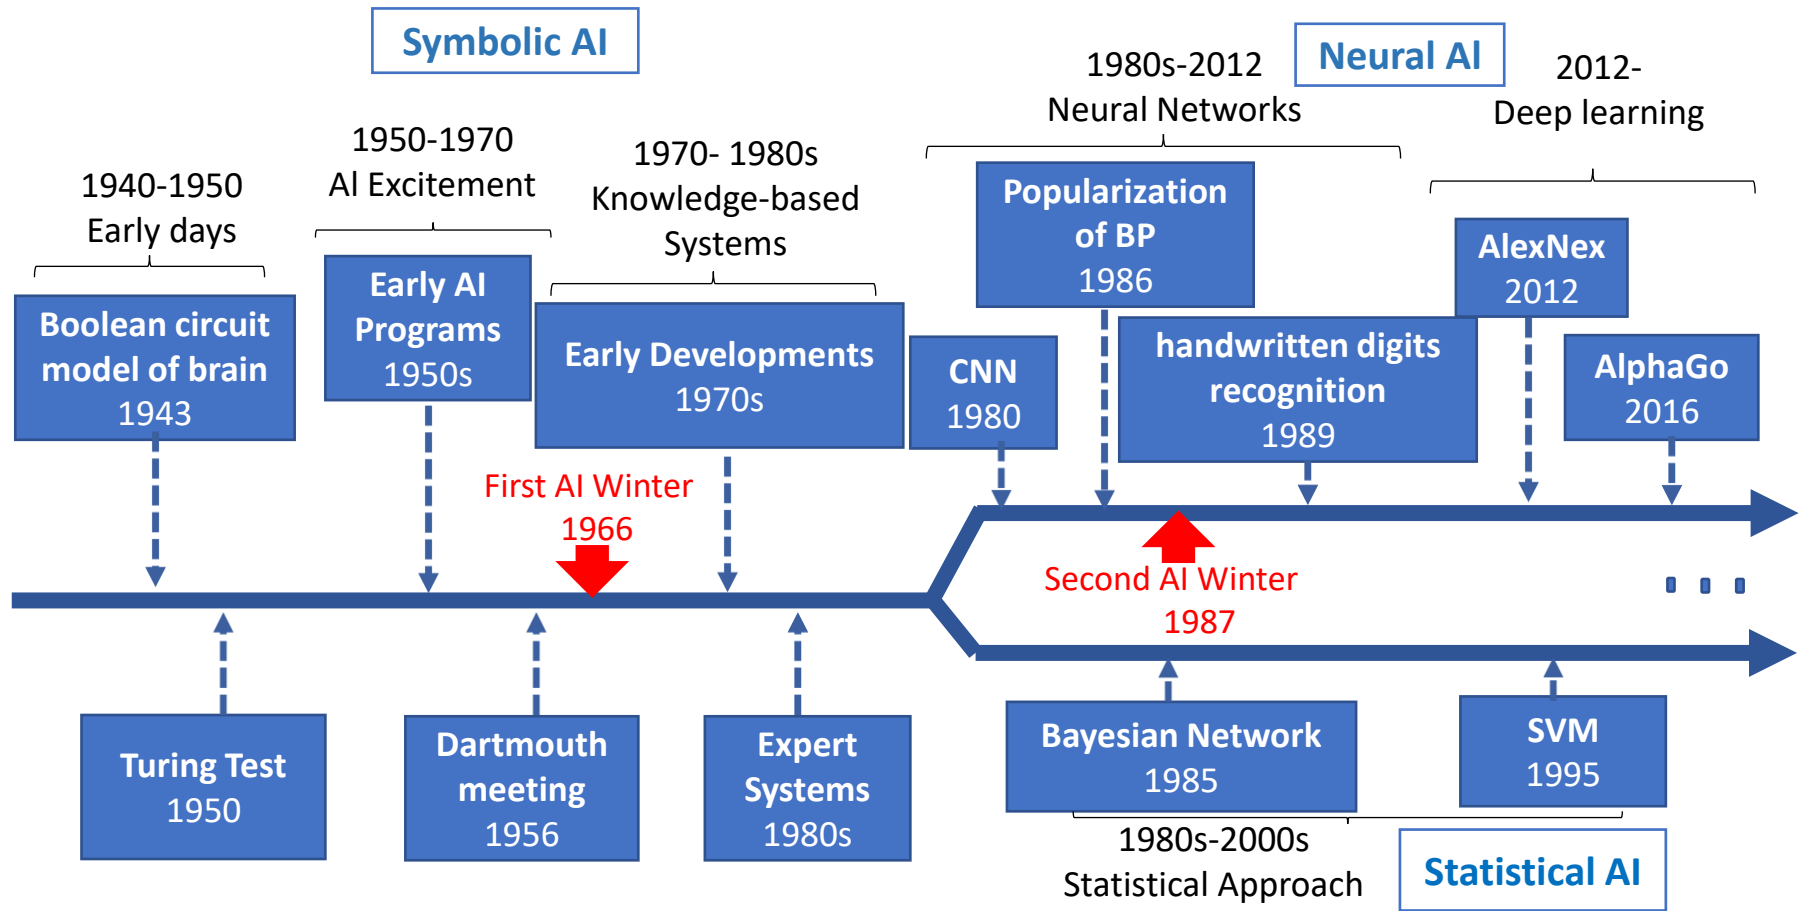 Symbolic AI
1980s-2012
Neural Networks
Neural Al
2012-
Deep learning
1940-1950
Early days
1950-1970
Al Excitement
1970- 1980s
Knowledge-based
Systems
Boolean circuit
model of brain
1943
Early AI
Programs
1950s
Early Developments
1970s
CNN
1980
Popularization
of BP
1986
handwritten digits
recognition
1989
AlexNex
2012
AlphaGo
2016
First AI Winter
1966
Second AI Winter
1987
Turing Test
1950
Dartmouth
meeting
1956
Expert
Systems
1980s
Bayesian Network
1985
SVM
1995
1980s-2000s
Statistical Approach
Statistical AI